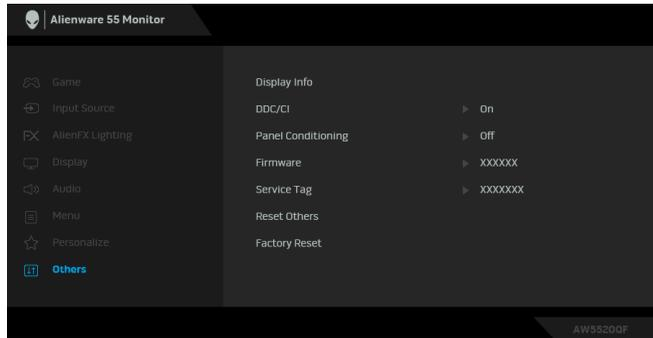 Alienware 55 Monitor
Game
Input Source
AlienFX Lighting
Display
Audio
Menu
Personalize
Others
Display Info
DDC/CI On
Panel Conditioning Off
Firmware XXXXXX
Service Tag XXXXXXX
Reset Others
Factory Reset
AW5520QF